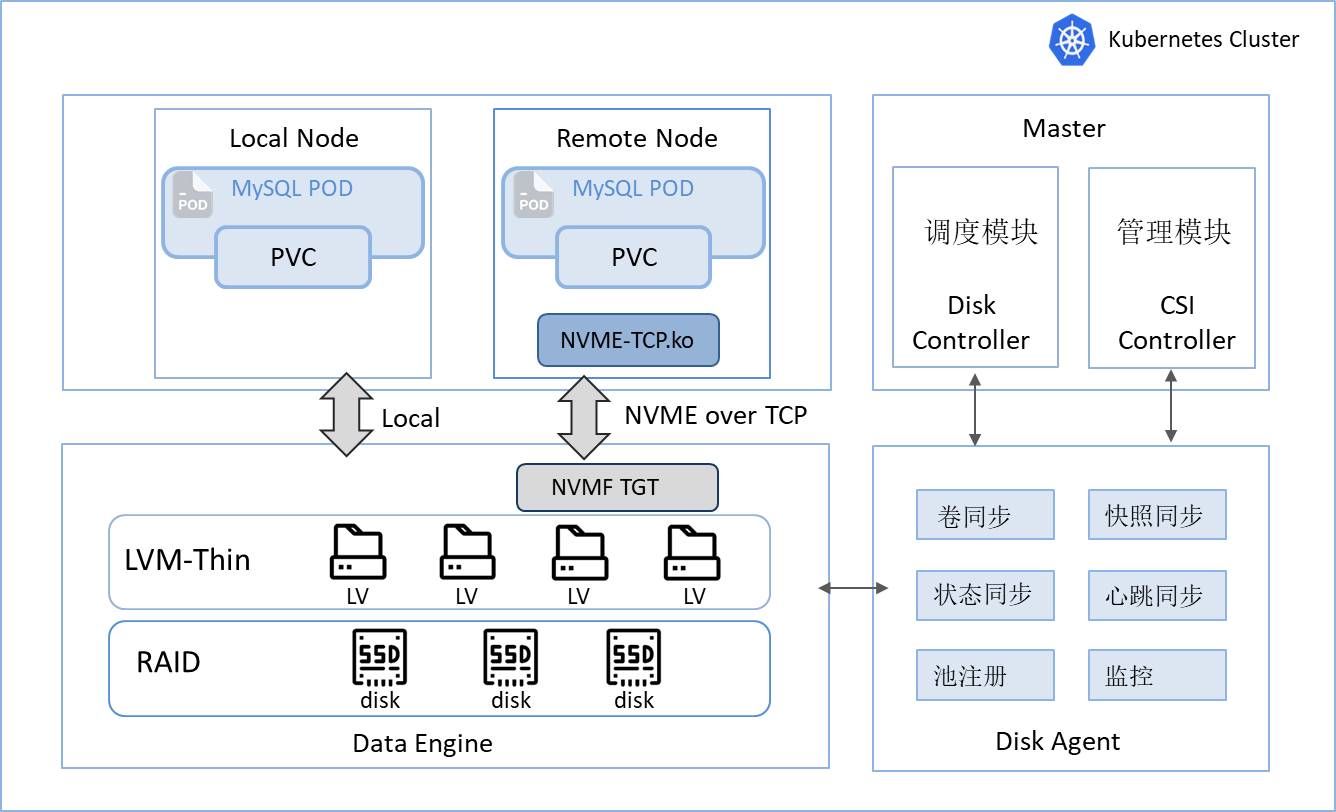 Kubernetes Cluster
Local Node
POD
MySQL POD
PVC
Remote Node
POD
MySQL POD
PVC
NVME-TCP.ko
Master
调度模块
Disk
Controller
管理模块
CSI
Controller
Local
NVME over TCP
NVMF TGT
LVM-Thin
LV
LV
LV
LV
RAID
SSD
disk
SSD
disk
SSD
disk
Data Engine
卷同步
快照同步
状态同步
心跳同步
池注册
监控
Disk Agent